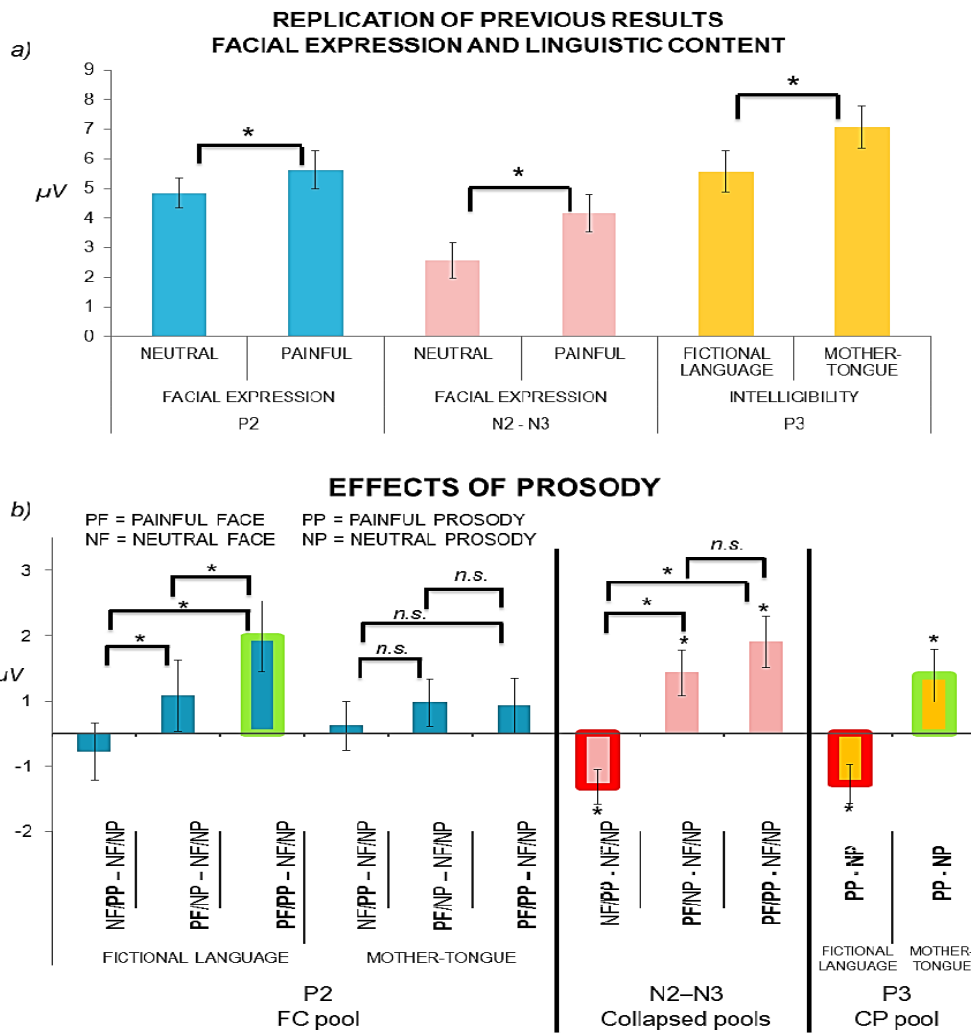 REPLICATION OF PREVIOUS RESULTS
FACIAL EXPRESSION AND LINGUISTIC CONTENT
a)
9
8
7
6
5
4
3
2
1
0
µV
*
*
*
NEUTRAL PAINFUL NEUTRAL PAINFUL FICTIONAL LANGUAGE MOTHER-TONGUE
FACIAL EXPRESSION FACIAL EXPRESSION INTELLIGIBILITY
P2 N2 - N3 P3
EFFECTS OF PROSODY
b)
PF = PAINFUL FACE PP = PAINFUL PROSODY
NF = NEUTRAL FACE NP = NEUTRAL PROSODY
3
2
1
-1
-2
µV
*
*
*
n.s.
n.s.
n.s.
n.s.
*
*
*
*
*
*
*
NF/PP – NF/NP
PF/NP – NF/NP
PF/PP – NF/NP
NF/PP – NF/NP
PF/NP – NF/NP
PF/PP – NF/NP
NF/PP - NF/NP
PF/NP - NF/NP
PF/PP - NF/NP
PP - NP
PP - NP
FICTIONAL LANGUAGE MOTHER-TONGUE FICTIONAL LANGUAGE MOTHER-TONGUE
P2 N2–N3 P3
FC pool Collapsed pools CP pool